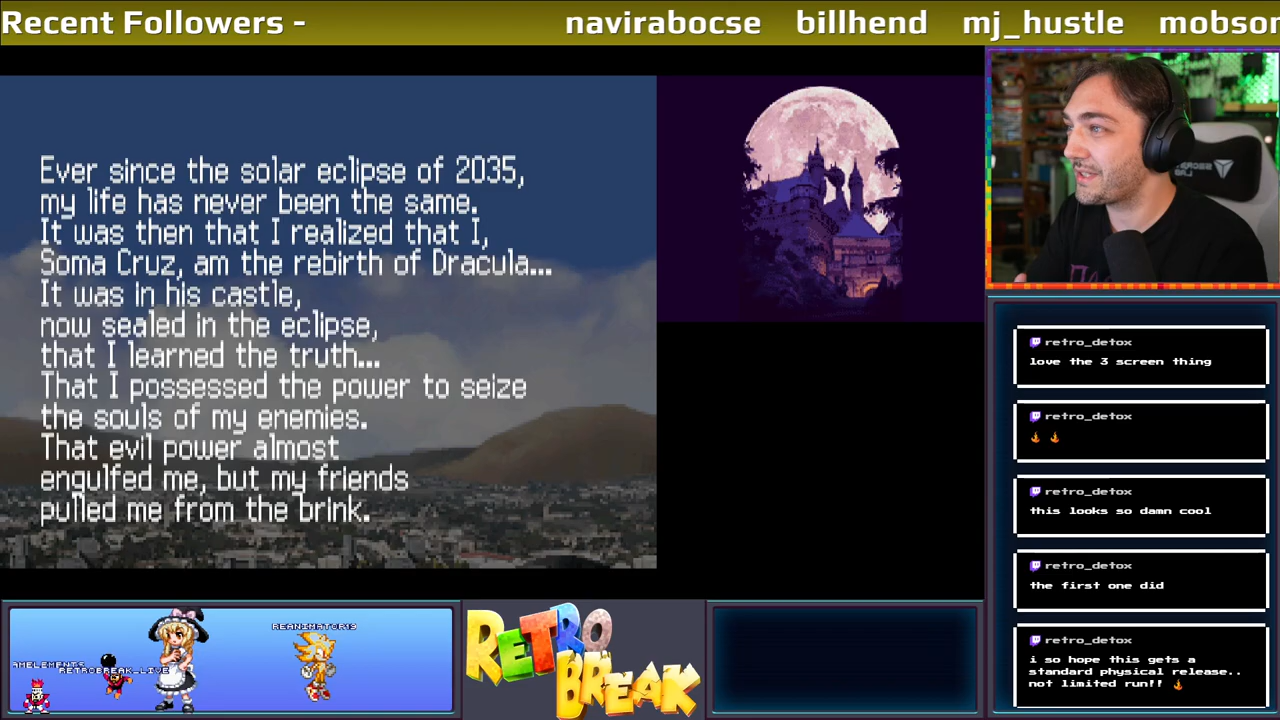 Recent Followers -
navirabocse billhend mj_hustle mobsor
Ever since the solar eclipse of 2035,
my life has never been the same.
It was then that I realized that I,
Soma Cruz, am the rebirth of Dracula...
It was in his castle,
now sealed in the eclipse,
that I learned the truth...
That I possessed the power to seize
the souls of my enemies.
That evil power almost
engulfed me, but my friends
pulled me from the brink.
retro_detox
love the 3 screen thing
retro_detox
retro_detox
this looks so damn cool
retro_detox
the first one did
retro_detox
i so hope this gets a
standard physical release..
not limited run!!
REANIMATOR13
AMELEMENTS
RETROBREAK_LIVE
RETRO
BREAK